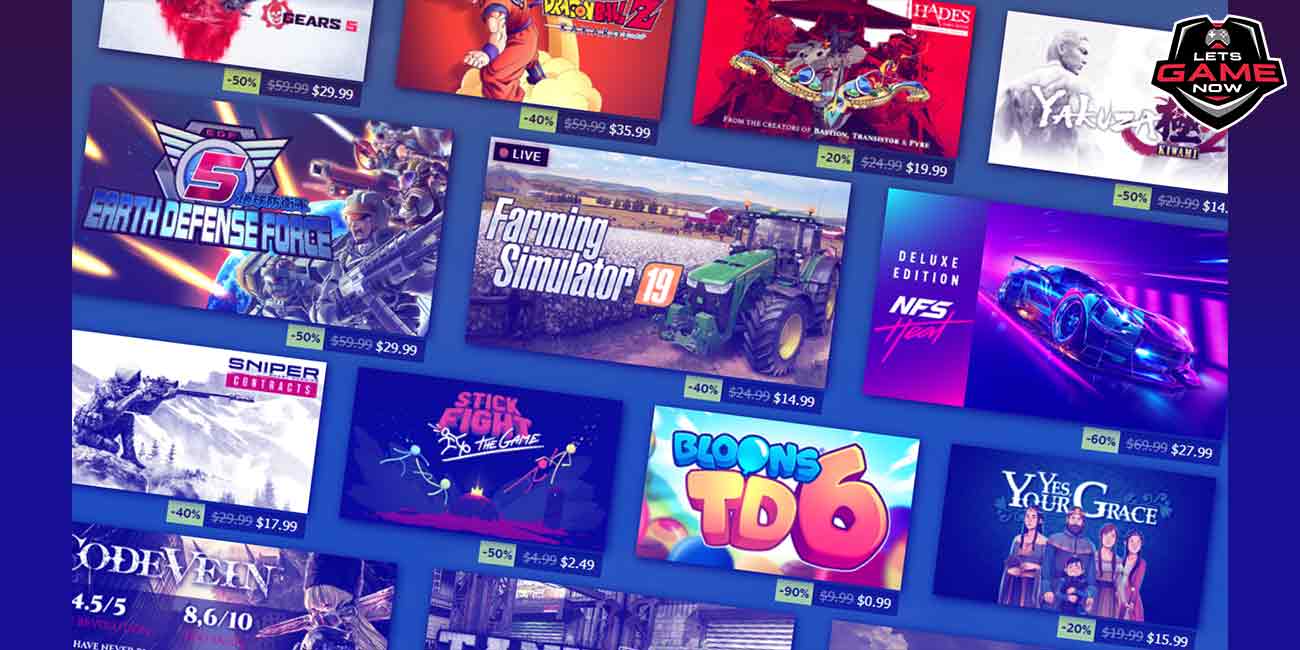 GEARS 5
-50% $59.99 $29.99
DRAGON BALL Z
-40% $59.99 $35.99
HADES
FROM THE CREATORS OF BASTION, TRANSISTOR & PYRE
-20% $24.99 $19.99
YAKUZA
KIWAMI
-50% $29.99 $14.
LETS
GAME
NOW
EDF
5
EARTH DEFENSE FORCE
-50% $59.99 $29.99
LIVE
Farming
Simulator 19
-40% $24.99 $14.99
DELUXE
EDITION
NFS
Heat
-60% $69.99 $27.99
SNIPER
CONTRACTS
-40% $29.99 $17.99
STICK
FIGHT
THE GAME
-50% $4.99 $2.49
BLOONS
TD6
-90% $9.99 $0.99
YES
YOUR GRACE
-20% $19.99 $15.99
CODE VEIN
4.5/5
8,6/10